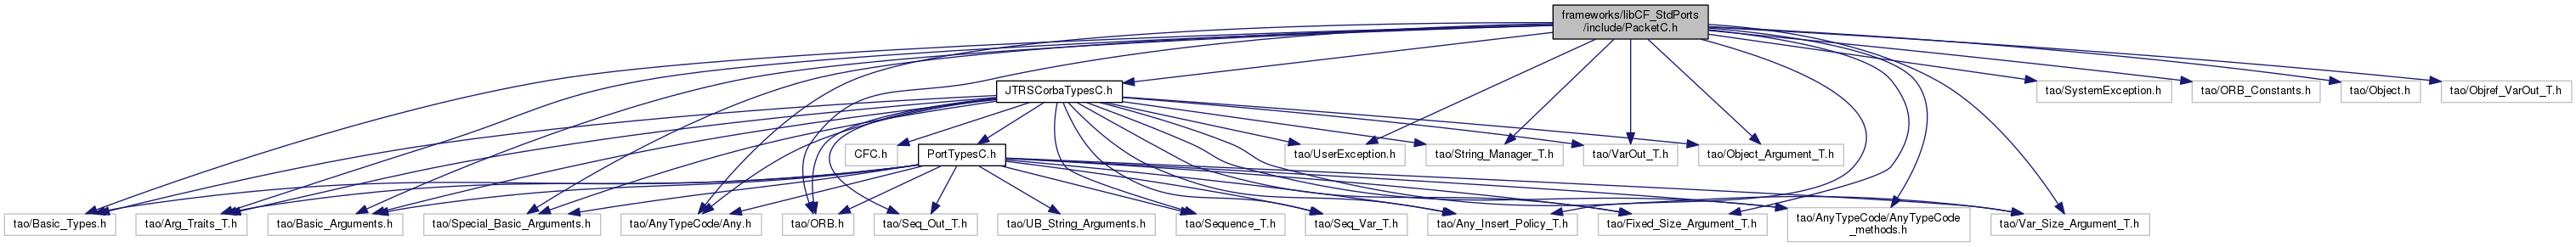 frameworks/libCF_StdPorts
/include/PacketC.h
JTRSCorbaTypesC.h
tao/SystemException.h
tao/ORB_Constants.h
tao/Object.h
tao/Objref_VarOut_T.h
CFC.h
PortTypesC.h
tao/UserException.h
tao/String_Manager_T.h
tao/VarOut_T.h
tao/Object_Argument_T.h
tao/Basic_Types.h
tao/Arg_Traits_T.h
tao/Basic_Arguments.h
tao/Special_Basic_Arguments.h
tao/AnyTypeCode/Any.h
tao/ORB.h
tao/Seq_Out_T.h
tao/UB_String_Arguments.h
tao/Sequence_T.h
tao/Seq_Var_T.h
tao/Any_Insert_Policy_T.h
tao/Fixed_Size_Argument_T.h
tao/AnyTypeCode/AnyTypeCode
_methods.h
tao/Var_Size_Argument_T.h